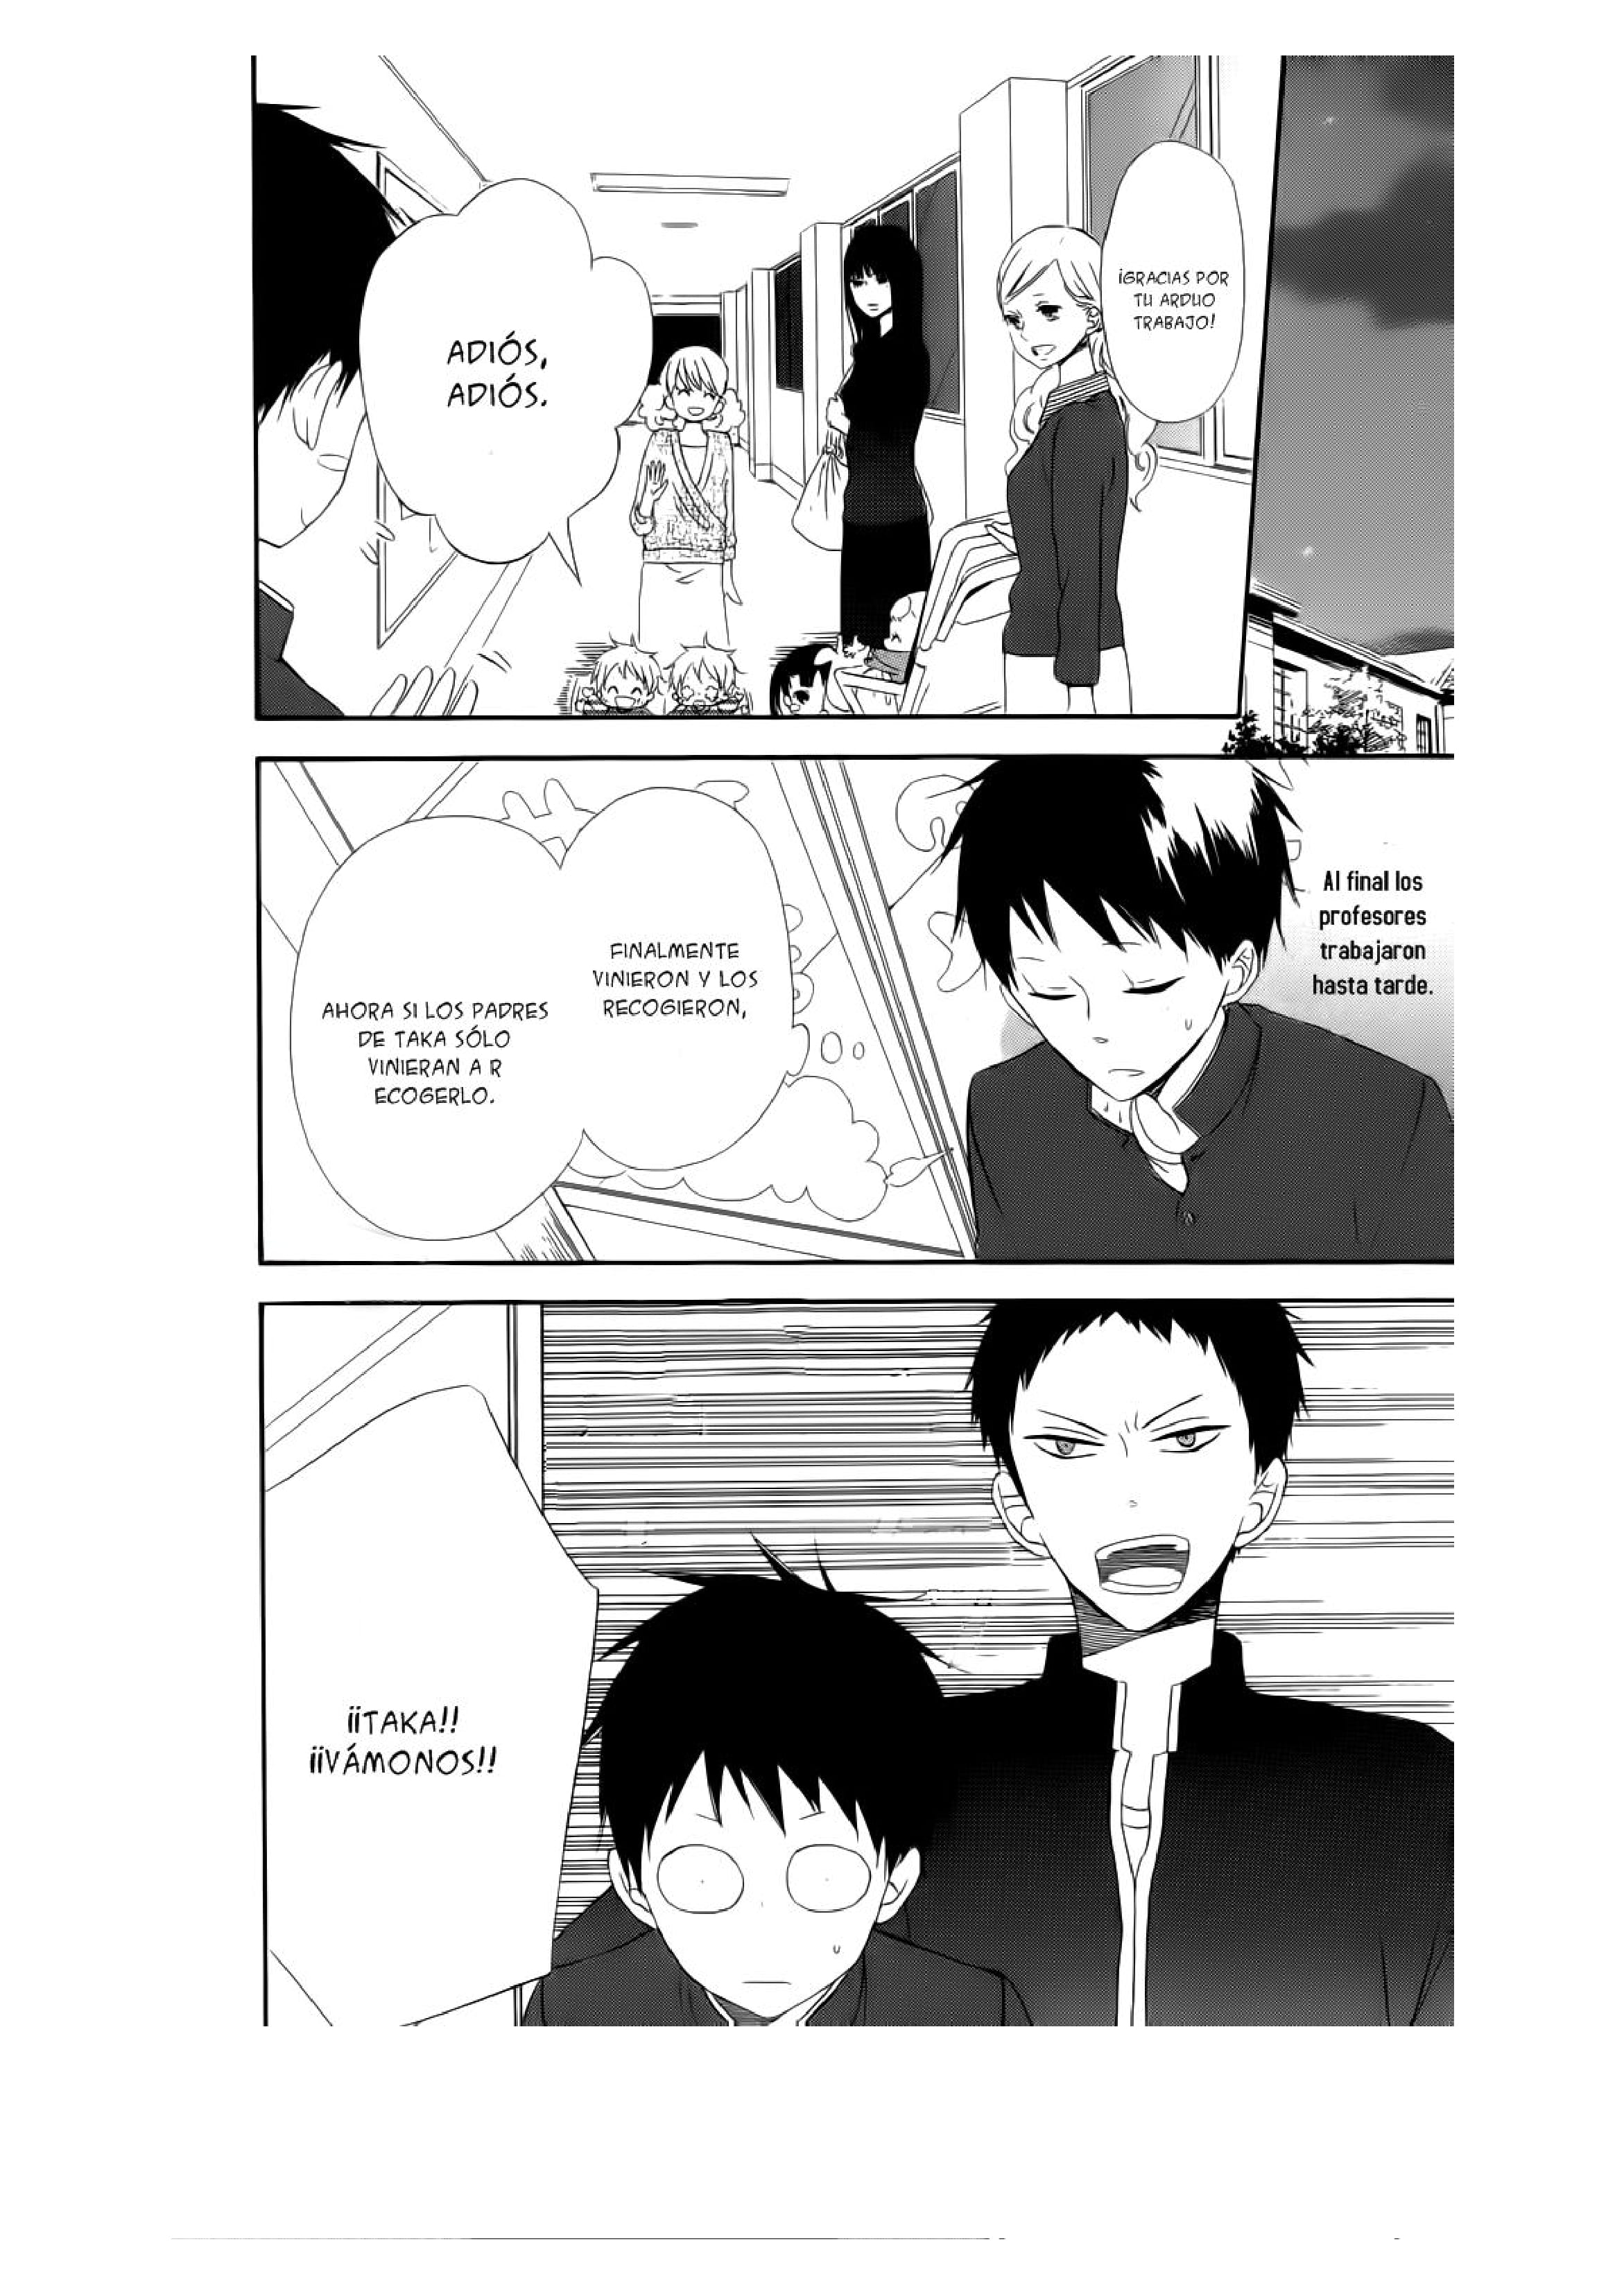 ¡GRACIAS POR
TU ARDUO
TRABAJO!
ADIÓS,
ADIÓS.
Al final los
profesores
trabajaron
hasta tarde.
FINALMENTE
VINIERON Y LOS
RECOGIERON,
AHORA SI LOS PADRES
DE TAKA SÓLO
VINIERAN A R
ECOGERLO.
¡¡TAKA!!
¡¡VÁMONOS!!